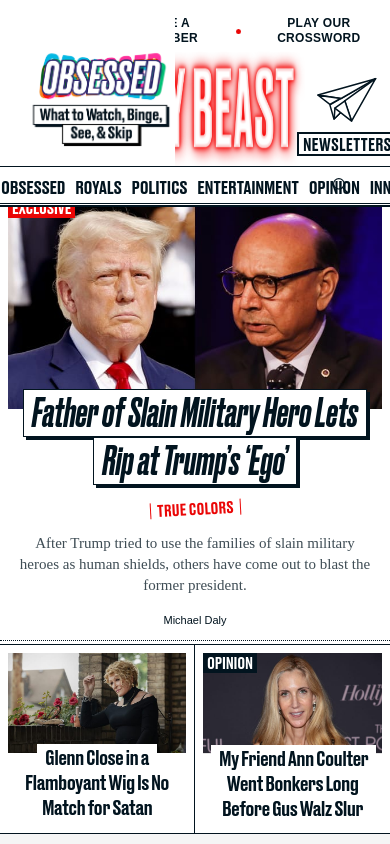 E A
PLAY OUR
BER
CROSSWORD
OBSESSED
What to Watch, Binge,
See, & Skip
Y BEAST
NEWSLETTERS
OBSESSED ROYALS POLITICS ENTERTAINMENT OPINION INN
EXCLUSIVE
Father of Slain Military Hero Lets
Rip at Trump's 'Ego'
TRUE COLORS
After Trump tried to use the families of slain military
heroes as human shields, others have come out to blast the
former president.
Michael Daly
Glenn Close in a
Flamboyant Wig Is No
Match for Satan
OPINION
Hollyw
My Friend Ann Coulter
Went Bonkers Long
Before Gus Walz Slur